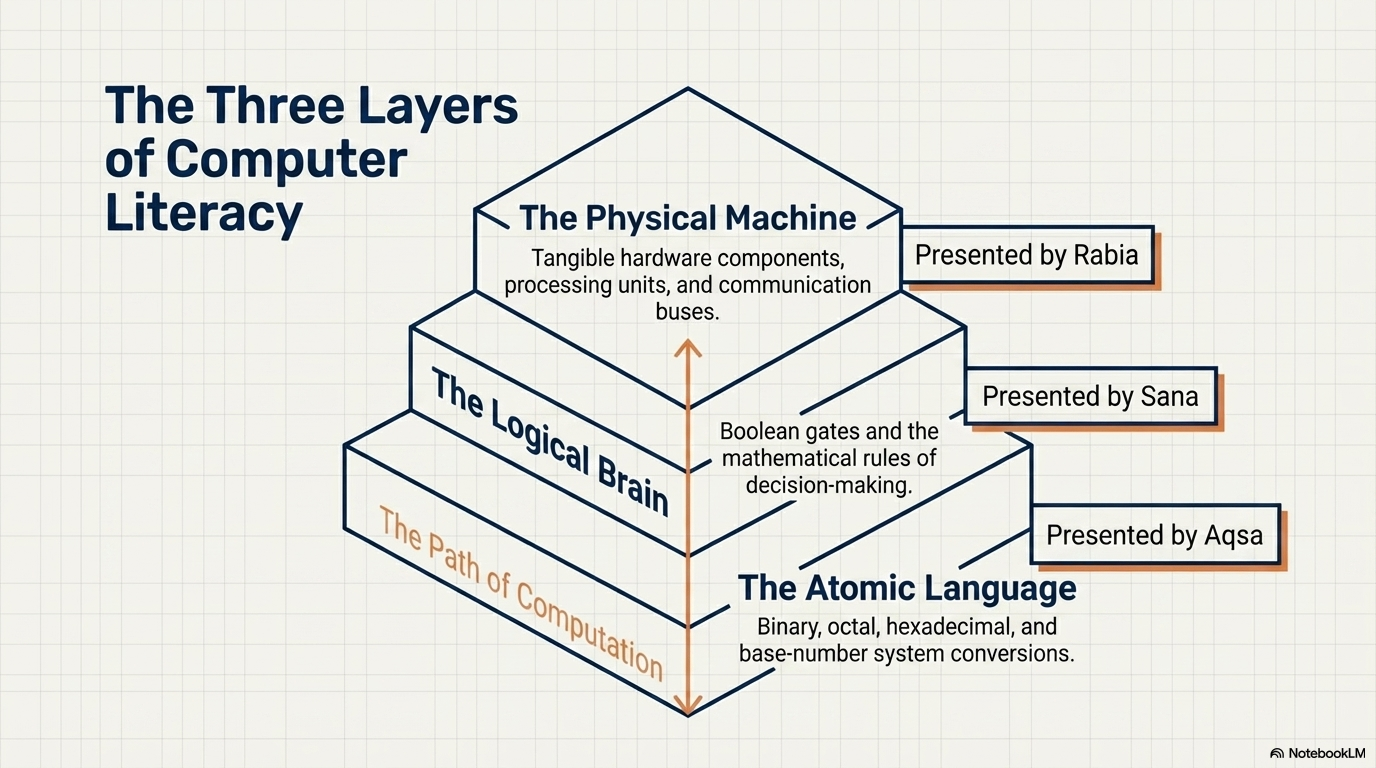 The Three Layers
of Computer
Literacy
The Physical Machine
Tangible hardware components,
processing units, and communication
buses.
Presented by Rabia
The Logical Brain
Boolean gates and the
mathematical rules of
decision-making.
Presented by Sana
The Path of Computation
The Atomic Language
Binary, octal, hexadecimal, and
base-number system conversions.
Presented by Aqsa
NotebookLM